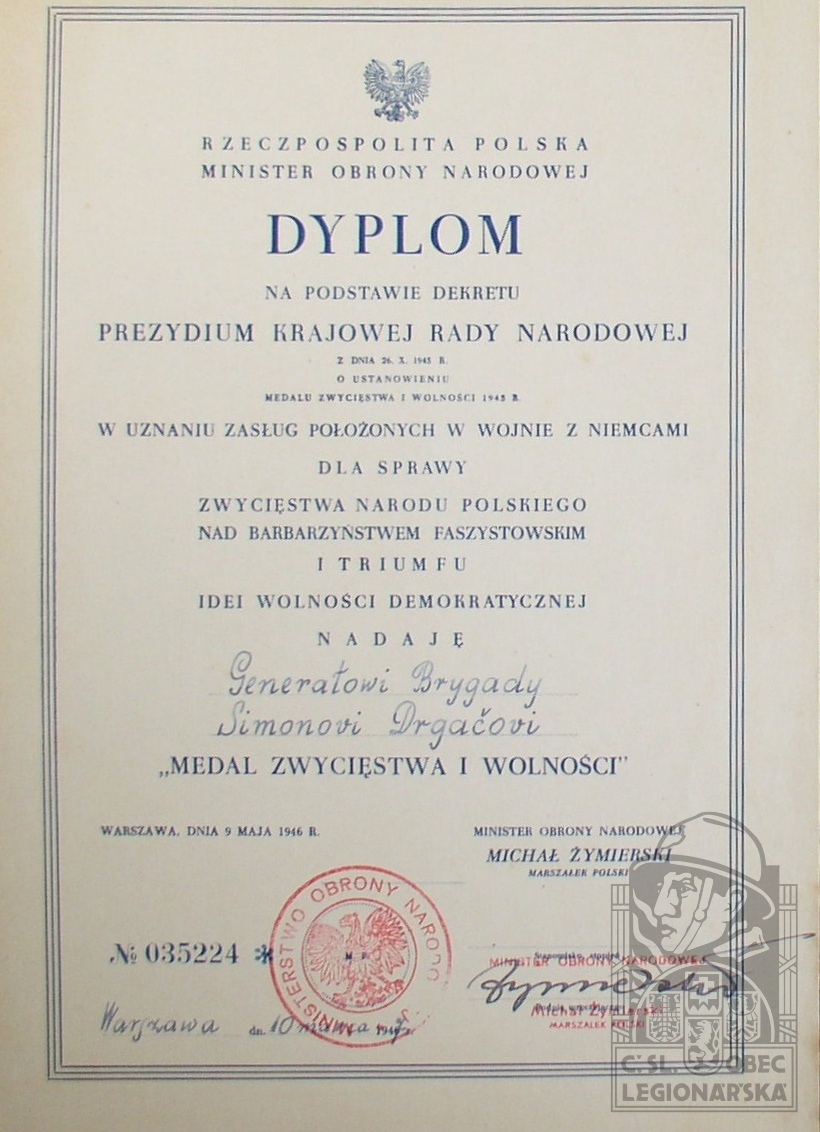 RZECZPOSPOLITA POLSKA
MINISTER OBRONY NARODOWEJ
DYPLOM
NA PODSTAWIE DEKRETU
PREZYDIUM KRAJOWEJ RADY NARODOWEJ
Z DNIA 26. X. 1945 R.
O USTANOWIENIU
MEDALU ZWYCIĘSTWA I WOLNOŚCI 1945 R.
W UZNANIU ZASŁUG POŁOŻONYCH W WOJNIE Z NIEMCAMI
DLA SPRAWY
ZWYCIĘSTWA NARODU POLSKIEGO
NAD BARBARZYŃSTWEM FASZYSTOWSKIM
I TRIUMFU
IDEI WOLNOŚCI DEMOKRATYCZNEJ
NADAJĘ
Generałowi Brygady
Simonovi Drgačovi
„MEDAL ZWYCIĘSTWA I WOLNOŚCI"
WARSZAWA, DNIA 9 MAJA 1946 R.
MINISTER OBRONY NARODOWEJ
MICHAŁ ŻYMIERSKI
MARSZAŁEK POLSKI
№ 035224 *
MINISTERSTWO OBRONY NARODO
M. P.
MINISTER OBRONY NARODOWEJ
Michał Żymierski
MARSZAŁEK POLSKI
Warszawa dn. 10 marca
Č. SL. OBEC
LEGIONÁŘSKÁ